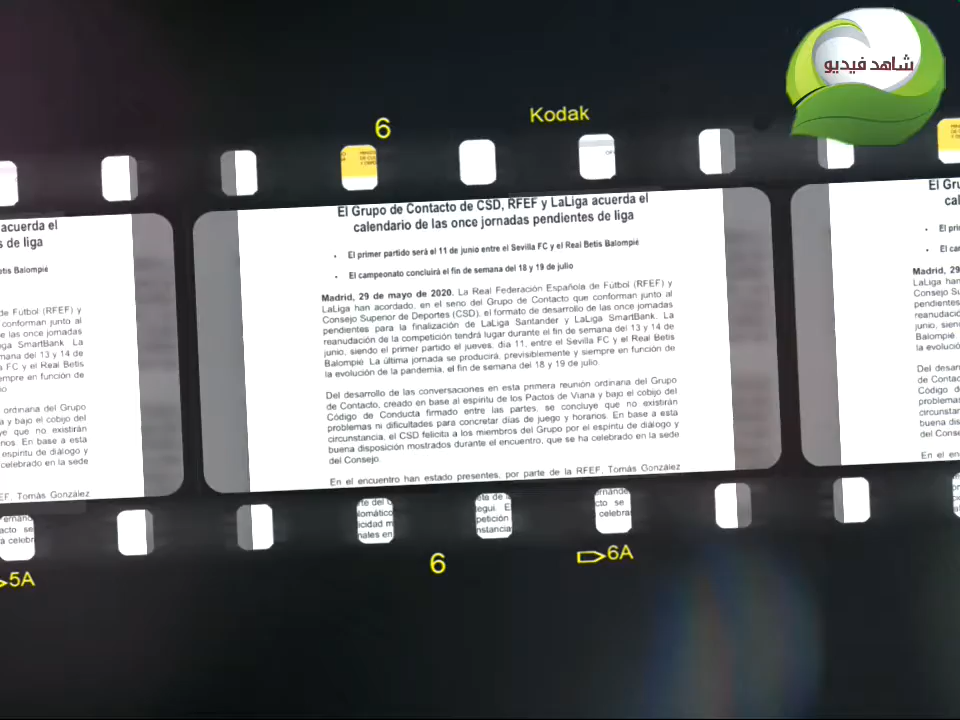 شاهد فيديو
Kodak
6
El Grupo de Contacto de CSD, RFEF y LaLiga acuerda el
calendario de las once jornadas pendientes de liga
• El primer partido será el 11 de junio entre el Sevilla FC y el Real Betis Balompié
• El campeonato concluirá el fin de semana del 18 y 19 de julio
Madrid, 29 de mayo de 2020. La Real Federación Española de Fútbol (RFEF) y
LaLiga han acordado, en el seno del Grupo de Contacto que conforman junto al
Consejo Superior de Deportes (CSD), el formato de desarrollo de las once jornadas
pendientes para la finalización de LaLiga Santander y LaLiga SmartBank. La
reanudación de la competición tendrá lugar durante el fin de semana del 13 y 14 de
junio, siendo el primer partido el jueves, día 11, entre el Sevilla FC y el Real Betis
Balompié. La última jornada se producirá, previsiblemente y siempre en función de
la evolución de la pandemia, el fin de semana del 18 y 19 de julio.
Del desarrollo de las conversaciones en esta primera reunión ordinaria del Grupo
de Contacto, creado en base al espíritu de los Pactos de Viana y bajo el cobijo del
Código de Conducta firmado entre las partes, se concluye que no existirán
problemas ni dificultades para concretar días de juego y horarios. En base a esta
circunstancia, el CSD felicita a los miembros del Grupo por el espíritu de diálogo y
buena disposición mostrados durante el encuentro, que se ha celebrado en la sede
del Consejo.
En el encuentro han estado presentes, por parte de la RFEF, Tomás González
6
6A
5A